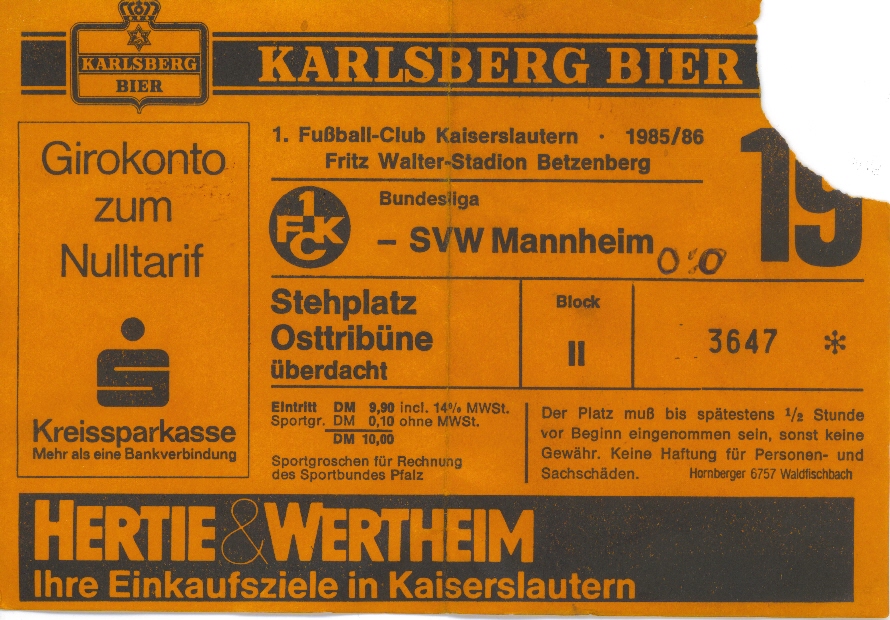 KARLSBERG
BIER
KARLSBERG BIER
Girokonto
zum
Nulltarif
Kreissparkasse
Mehr als eine Bankverbindung
1. Fußball-Club Kaiserslautern · 1985/86
Fritz Walter-Stadion Betzenberg
19
1
FCK
Bundesliga
– SVW Mannheim
0:0
Stehplatz
Osttribüne
überdacht
Block
II
3647 *
Eintritt DM 9,90 incl. 14% MWSt.
Sportgr. DM 0,10 ohne MWSt.
DM 10,00
Sportgroschen für Rechnung
des Sportbundes Pfalz
Der Platz muß bis spätestens 1/2 Stunde
vor Beginn eingenommen sein, sonst keine
Gewähr. Keine Haftung für Personen- und
Sachschäden. Hornberger 6757 Waldfischbach
HERTIE & WERTHEIM
Ihre Einkaufsziele in Kaiserslautern